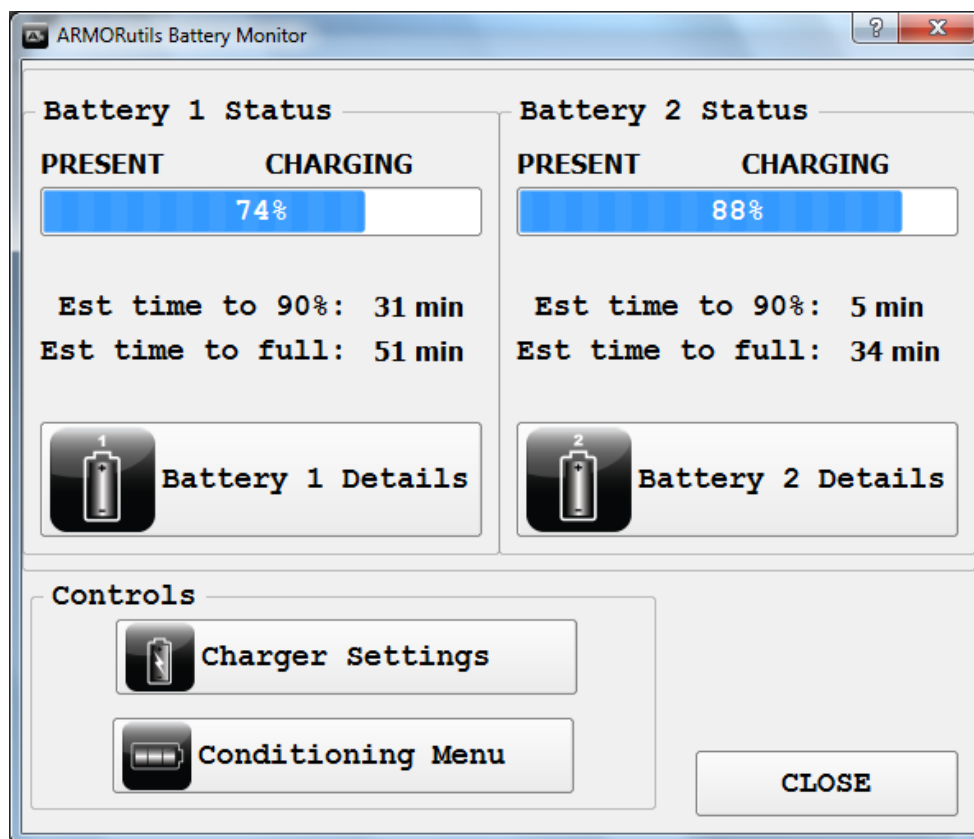 ARMORutils Battery Monitor
Battery 1 Status
PRESENT CHARGING
74%
Est time to 90%: 31 min
Est time to full: 51 min
1
Battery 1 Details
Battery 2 Status
PRESENT CHARGING
88%
Est time to 90%: 5 min
Est time to full: 34 min
2
Battery 2 Details
Controls
Charger Settings
Conditioning Menu
CLOSE